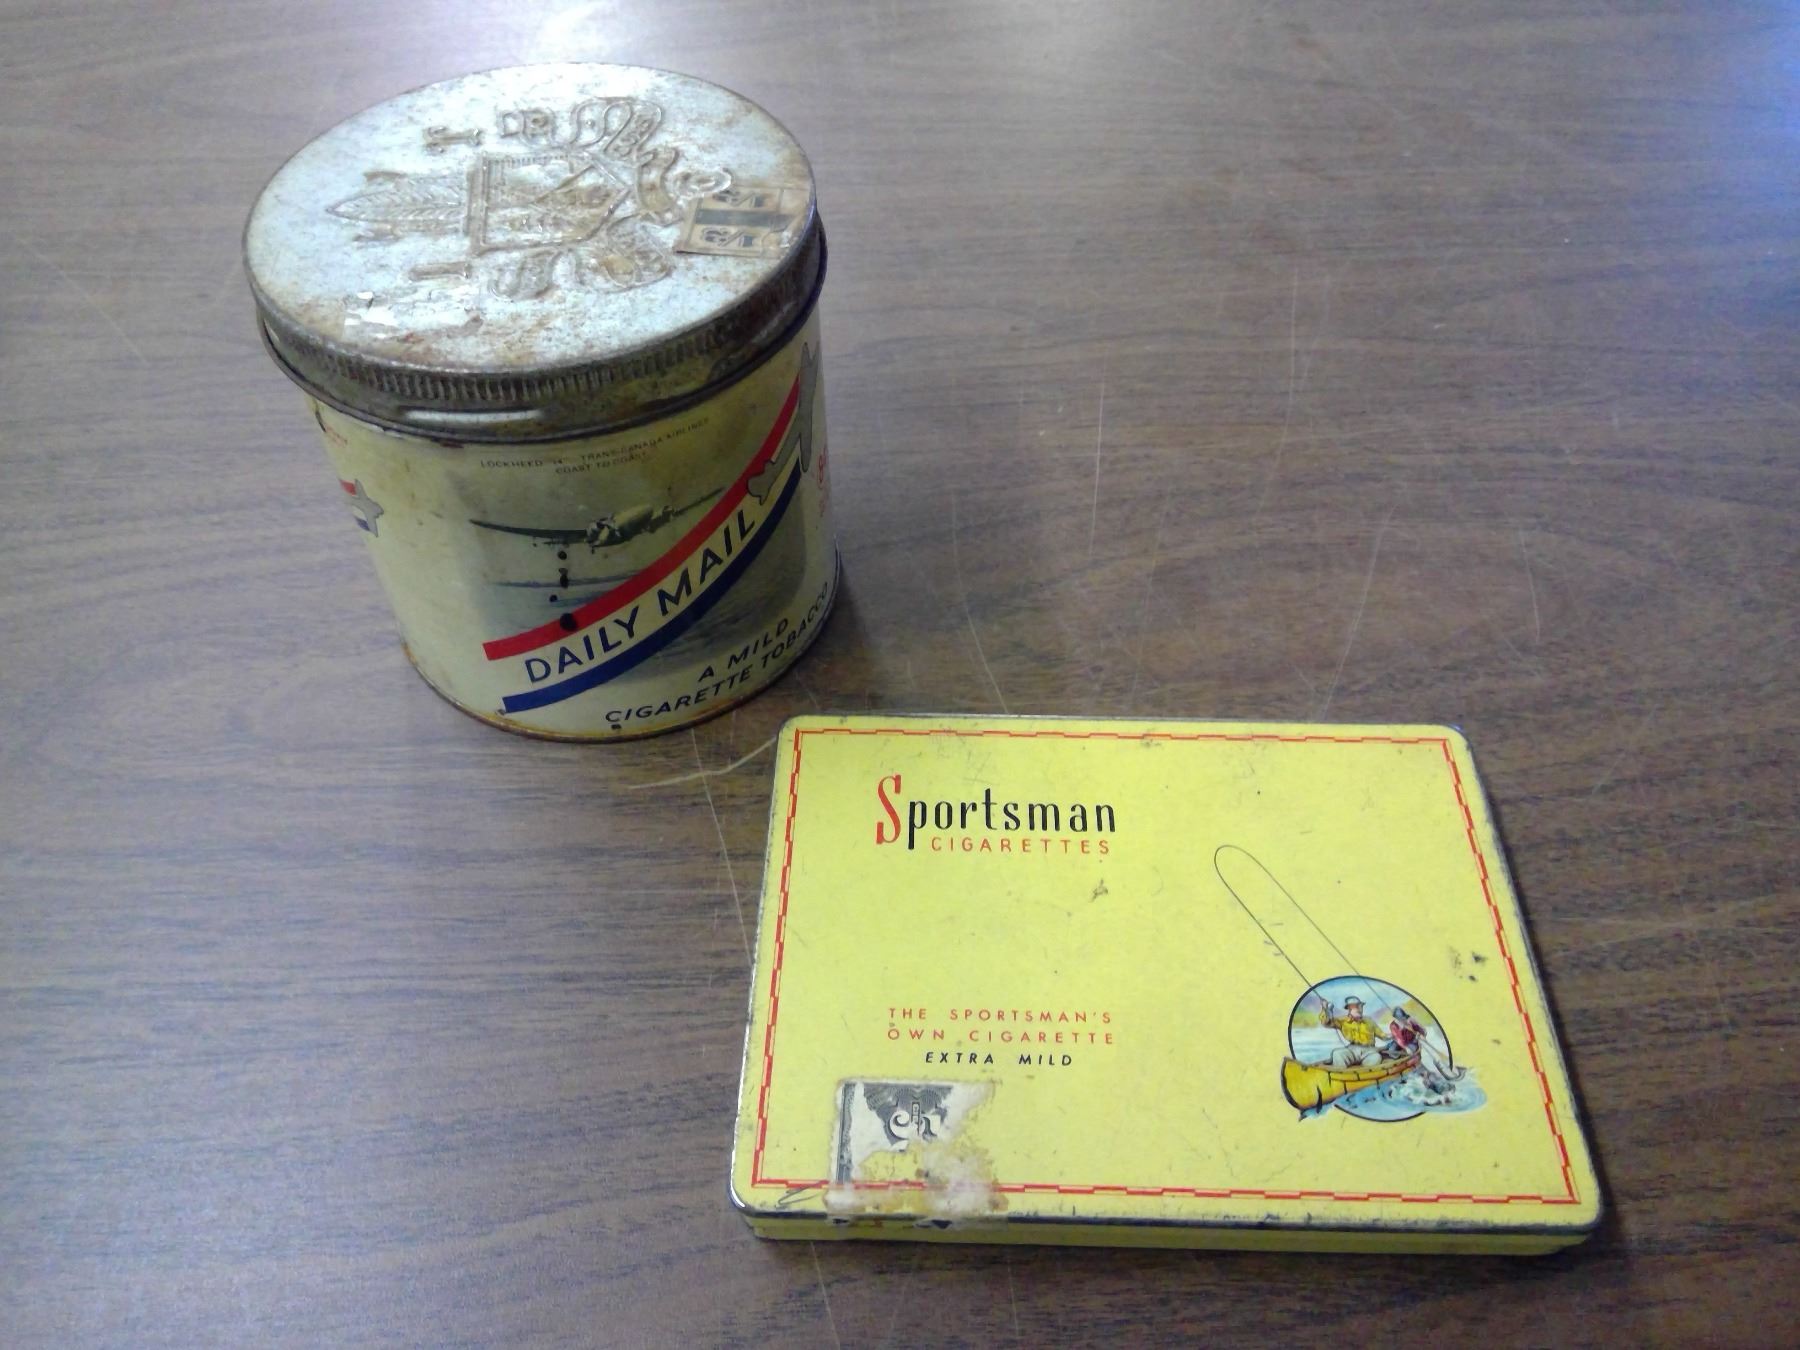 LOCKHEED "14" TRANS-CANADA AIRLINES
COAST TO COAST
DAILY MAIL
A MILD
CIGARETTE TOBACCO
Sportsman
CIGARETTES
THE SPORTSMAN'S
OWN CIGARETTE
EXTRA MILD